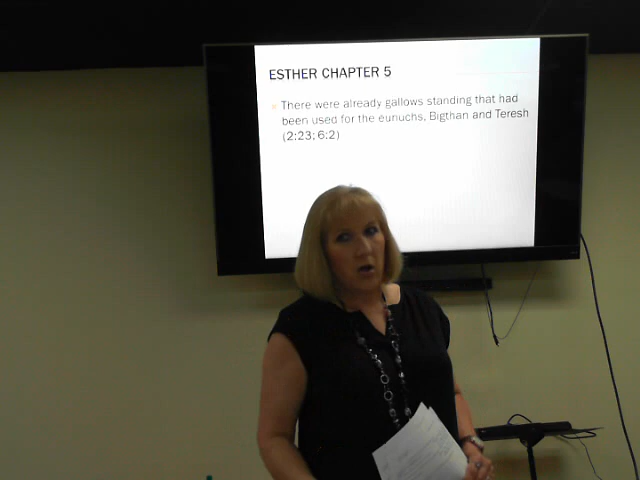 ESTHER CHAPTER 5
There were already gallows standing that had
been used for the eunuchs, Bigthan and Teresh
(2:23; 6:2)